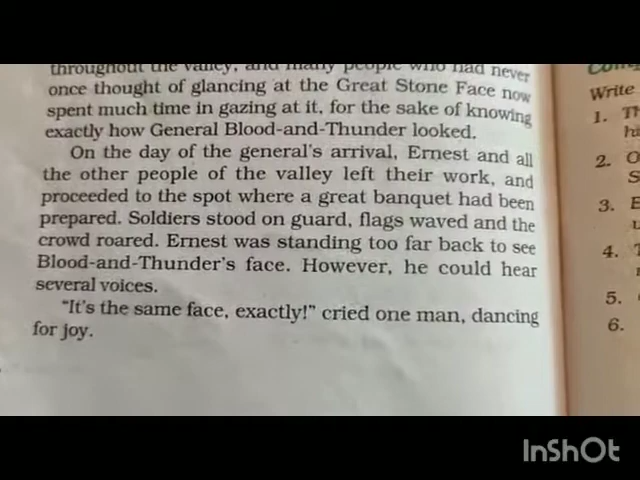 throughout the valley, and many people who had never
once thought of glancing at the Great Stone Face now
spent much time in gazing at it, for the sake of knowing
exactly how General Blood-and-Thunder looked.
On the day of the general's arrival, Ernest and all
the other people of the valley left their work, and
proceeded to the spot where a great banquet had been
prepared. Soldiers stood on guard, flags waved and the
crowd roared. Ernest was standing too far back to see
Blood-and-Thunder's face. However, he could hear
several voices.
"It's the same face, exactly!" cried one man, dancing
for joy.
Write
1.
2.
3.
4.
5.
6.
InShOt